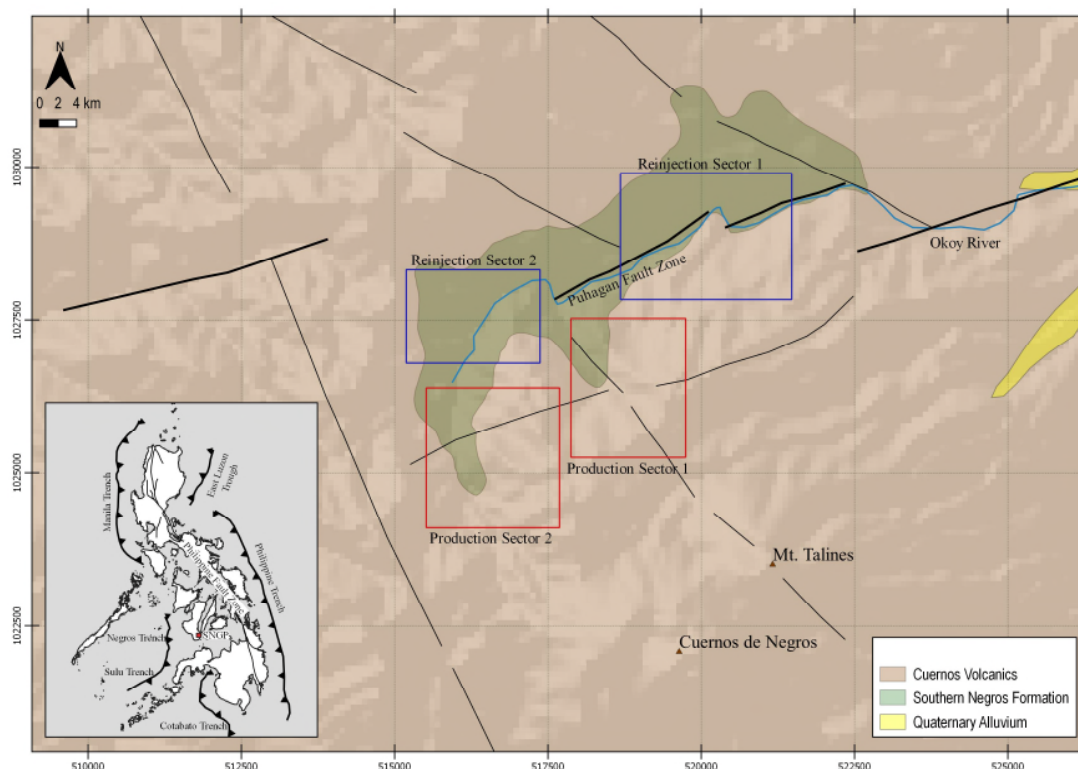 N
0 2 4 km
1030000
1027500
1025000
1022500
Reinjection Sector 1
Reinjection Sector 2
Puhagan Fault Zone
Okoy River
Production Sector 1
Production Sector 2
Mt. Talines
Cuernos de Negros
Manila Trench
East Luzon
Trough
Philippine Fault Zone
Philippine Trench
Negros Trench
SNGP
Sulu Trench
Cotabato Trench
Cuernos Volcanics
Southern Negros Formation
Quaternary Alluvium
510000 512500 515000 517500 520000 522500 525000